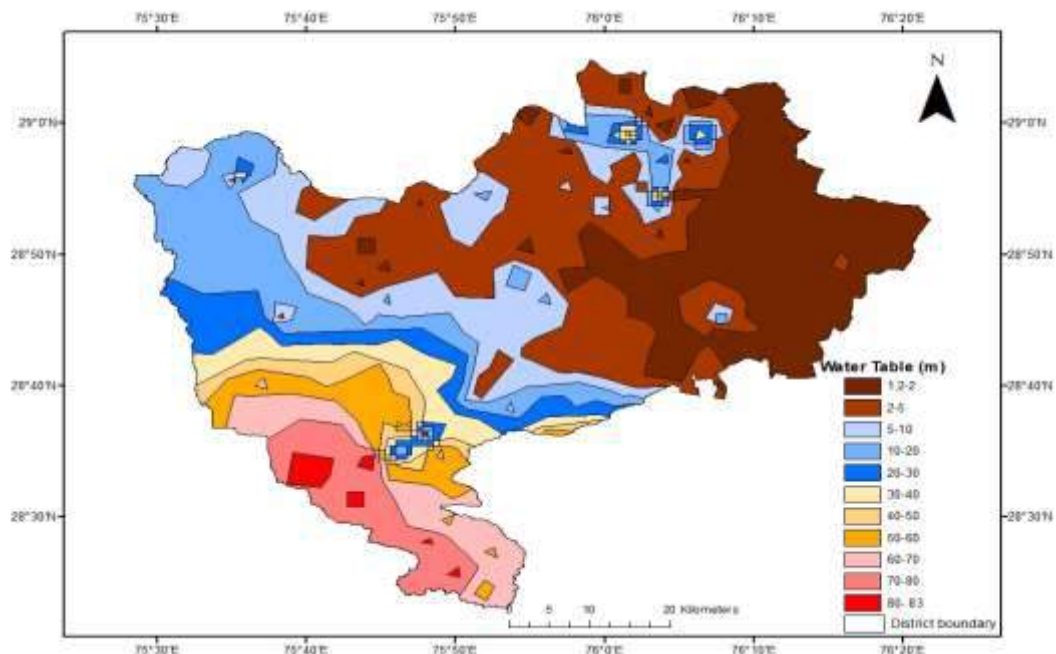 75°30'E 75°40'E 75°50'E 76°0'E 76°10'E 76°20'E
N
29°0'N 29°0'N
28°50'N 28°50'N
28°40'N 28°40'N
28°30'N 28°30'N
Water Table (m)
1.2-2
2-5
5-10
10-20
20-30
30-40
40-50
50-60
60-70
70-80
80-83
District boundary
0 5 10 20 Kilometers
75°30'E 75°40'E 75°50'E 76°0'E 76°10'E 76°20'E